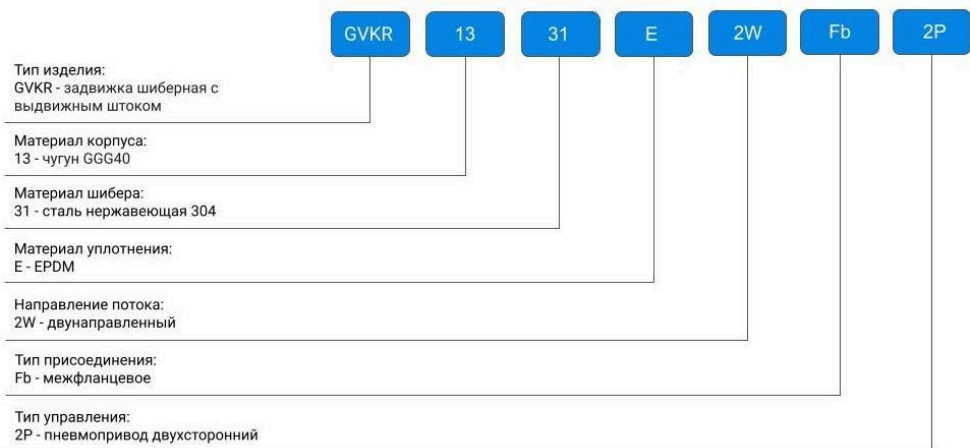 GVKR 13 31 E 2W Fb 2P
Тип изделия:
GVKR - задвижка шиберная с
выдвижным штоком
Материал корпуса:
13 - чугун GGG40
Материал шибера:
31 - сталь нержавеющая 304
Материал уплотнения:
E - EPDM
Направление потока:
2W - двунаправленный
Тип присоединения:
Fb - межфланцевое
Тип управления:
2P - пневмопривод двухсторонний